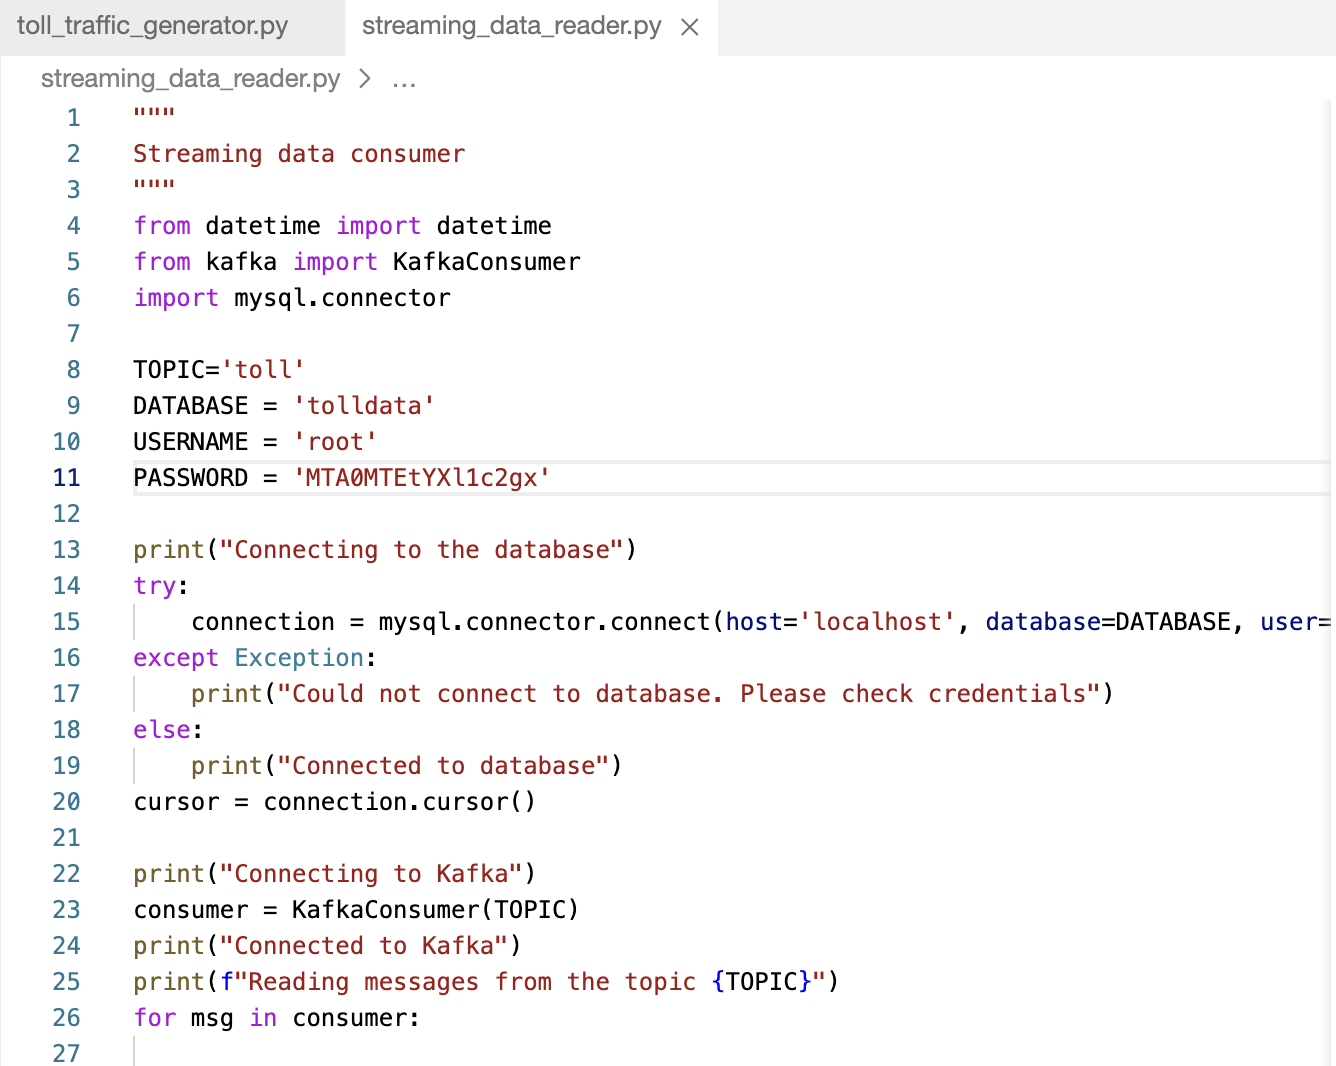 toll_traffic_generator.py
streaming_data_reader.py ×
streaming_data_reader.py > ...
1 """
2 Streaming data consumer
3 """
4 from datetime import datetime
5 from kafka import KafkaConsumer
6 import mysql.connector
7
8 TOPIC='toll'
9 DATABASE = 'tolldata'
10 USERNAME = 'root'
11 PASSWORD = 'MTA0MTEtYXl1c2gx'
12
13 print("Connecting to the database")
14 try:
15     connection = mysql.connector.connect(host='localhost', database=DATABASE, user=
16 except Exception:
17     print("Could not connect to database. Please check credentials")
18 else:
19     print("Connected to database")
20 cursor = connection.cursor()
21
22 print("Connecting to Kafka")
23 consumer = KafkaConsumer(TOPIC)
24 print("Connected to Kafka")
25 print(f"Reading messages from the topic {TOPIC}")
26 for msg in consumer:
27